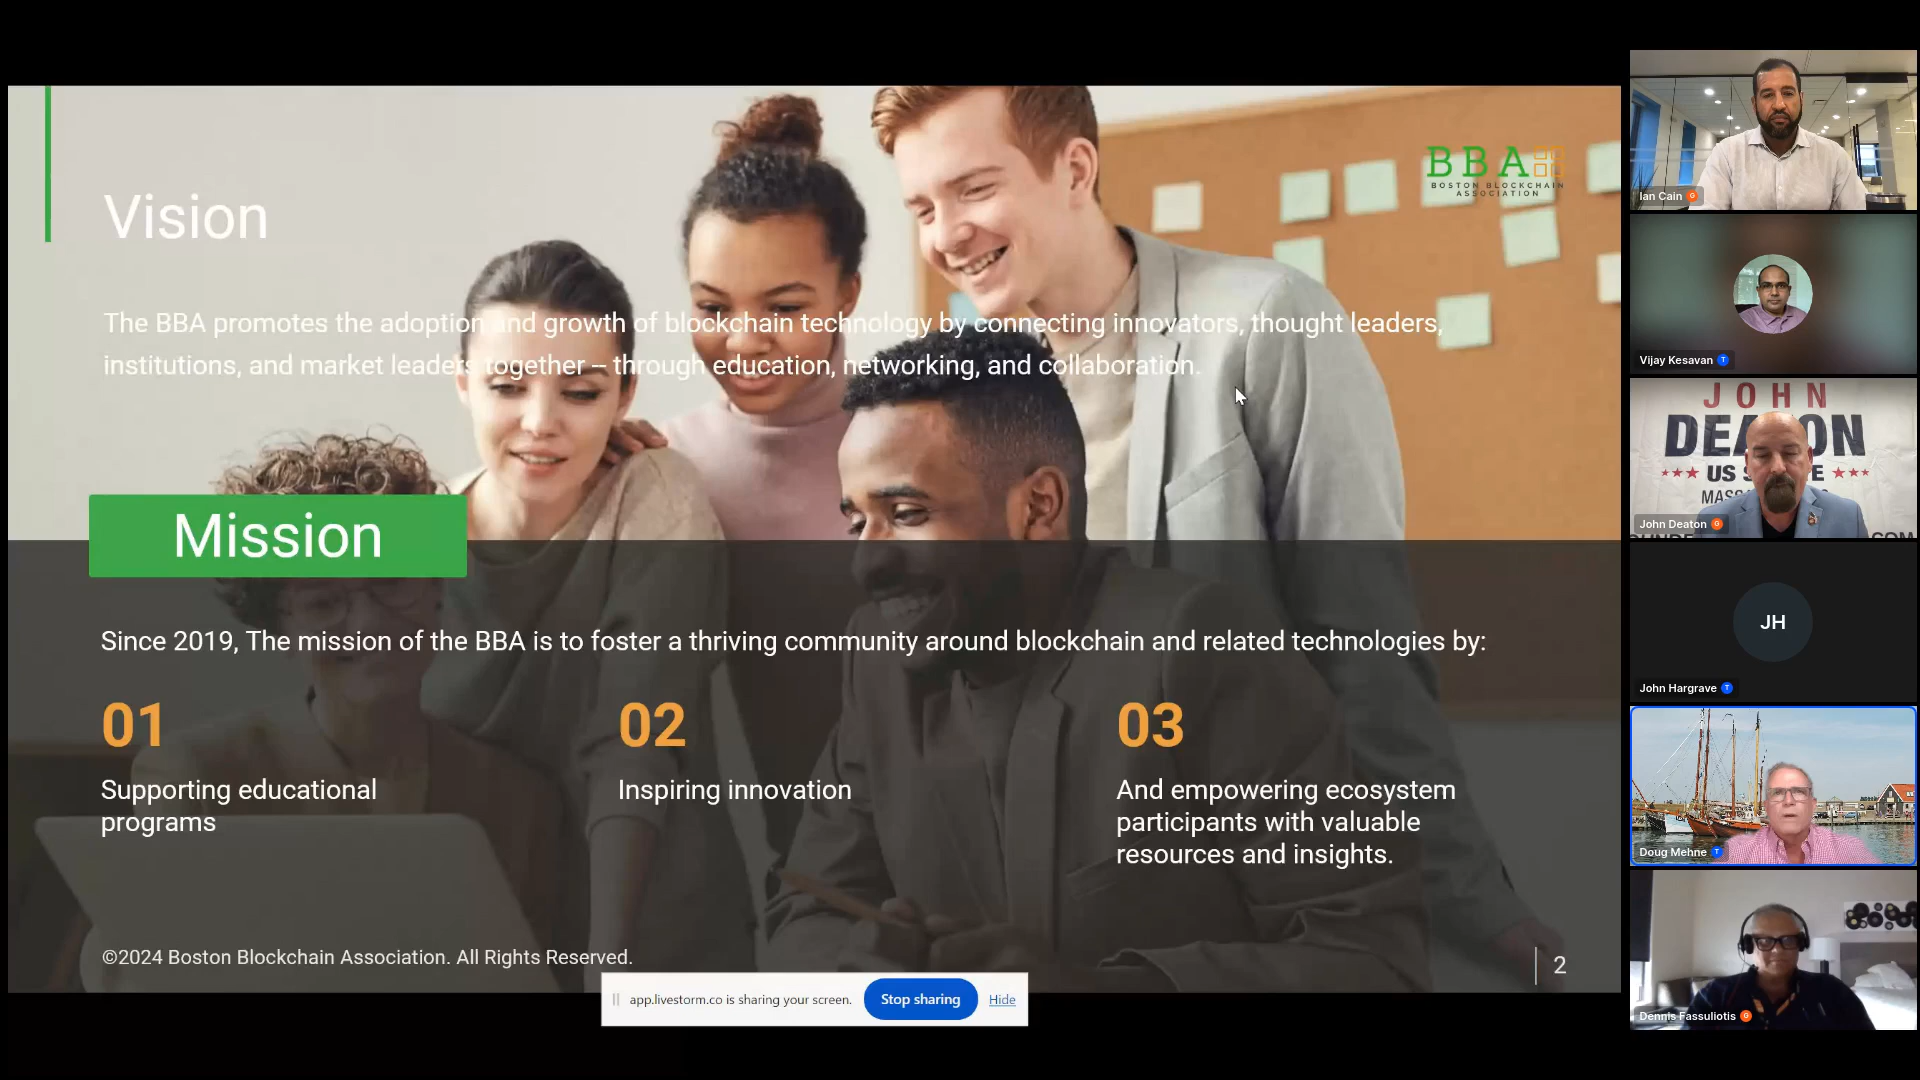 Vision
BBA
BOSTON BLOCKCHAIN
ASSOCIATION
The BBA promotes the adoption and growth of blockchain technology by connecting innovators, thought leaders,
institutions, and market leaders together -- through education, networking, and collaboration.
Mission
Since 2019, The mission of the BBA is to foster a thriving community around blockchain and related technologies by:
01
Supporting educational
programs
02
Inspiring innovation
03
And empowering ecosystem
participants with valuable
resources and insights.
©2024 Boston Blockchain Association. All Rights Reserved.
2
app.livestorm.co is sharing your screen.
Stop sharing
Hide
Ian Cain G
Vijay Kesavan T
JOHN
US
John Deaton G
COM
JH
John Hargrave T
Doug Mehne T
Dennis Fassuliotis G